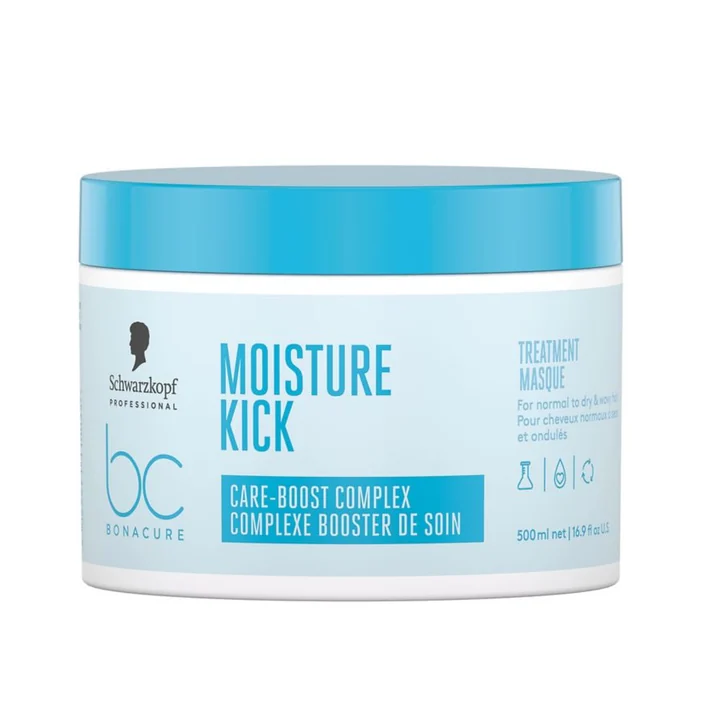 Schwarzkopf
PROFESSIONAL
bc
BONACURE
MOISTURE
KICK
CARE-BOOST COMPLEX
COMPLEXE BOOSTER DE SOIN
TREATMENT
MASQUE
For normal to dry & wavy
Pour cheveux normaux à
et ondulés
500 ml net | 16.9 fl oz U.S.